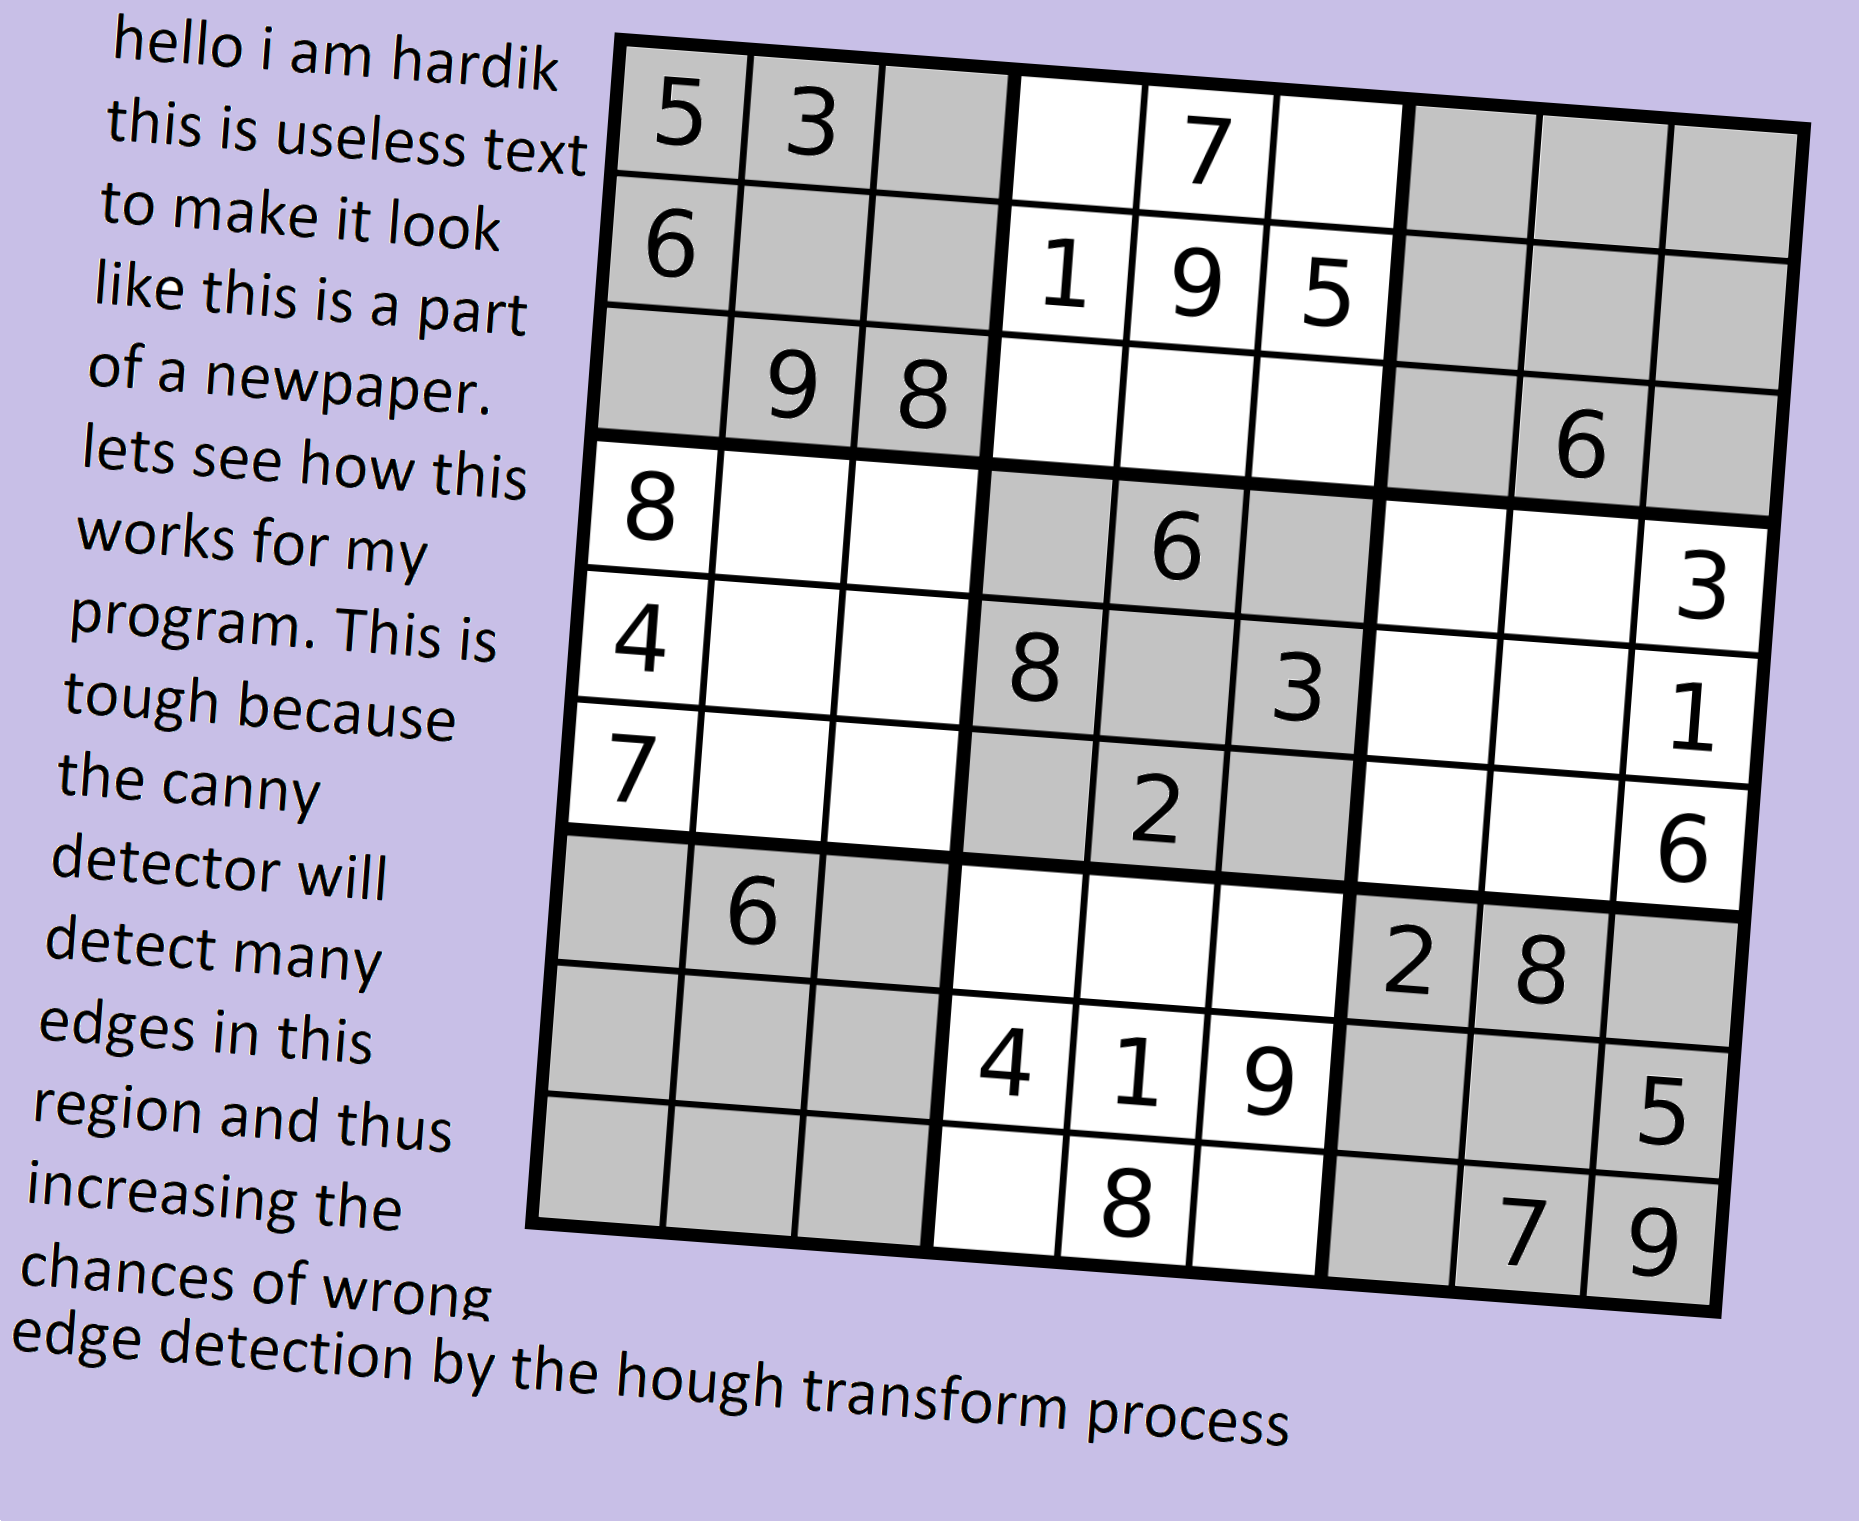 hello i am hardik
this is useless text
to make it look
like this is a part
of a newpaper.
lets see how this
works for my
program. This is
tough because
the canny
detector will
detect many
edges in this
region and thus
increasing the
chances of wrong
edge detection by the hough transform process
5 3 7
6 1 9 5
9 8 6
8 6 3
4 8 3 1
7 2 6
6 2 8
4 1 9 5
8 7 9